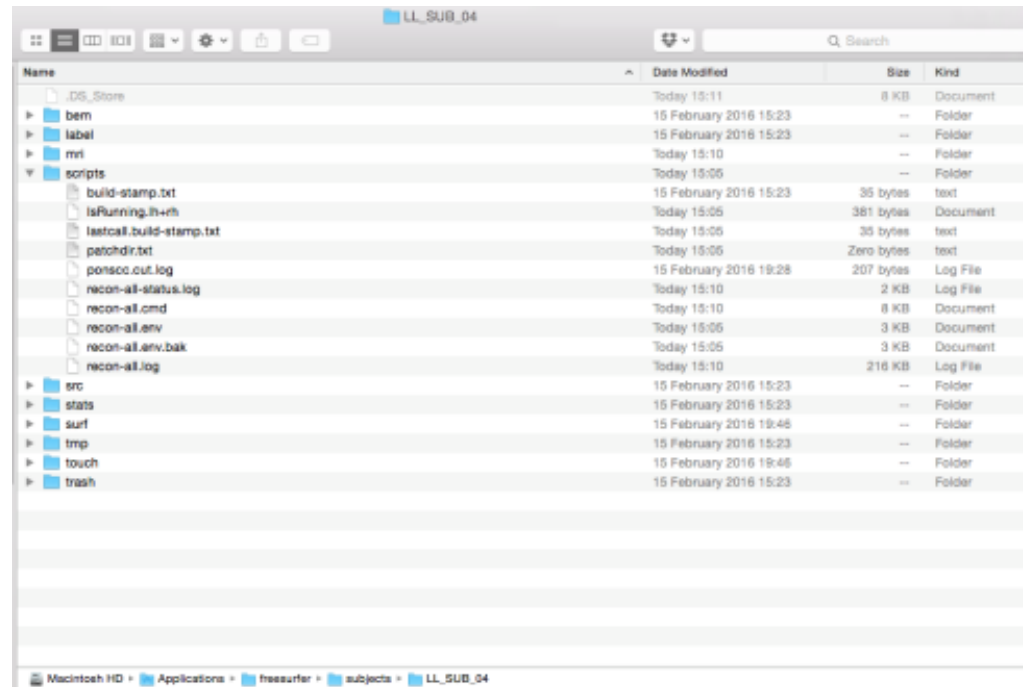 LL_SUB_04
Search
Name Date Modified Size Kind
.DS_Store Today 15:11 8 KB Document
bem 15 February 2016 15:23 -- Folder
label 15 February 2016 15:23 -- Folder
mri Today 15:10 -- Folder
scripts Today 15:05 -- Folder
build-stamp.txt 15 February 2016 15:23 35 bytes text
IsRunning.lh+rh Today 15:05 381 bytes Document
lastcall.build-stamp.txt Today 15:05 35 bytes text
patchdir.txt Today 15:05 Zero bytes text
ponscc.cut.log 15 February 2016 19:28 207 bytes Log File
recon-all-status.log Today 15:10 2 KB Log File
recon-all.cmd Today 15:10 8 KB Document
recon-all.env Today 15:05 3 KB Document
recon-all.env.bak Today 15:05 3 KB Document
recon-all.log Today 15:10 216 KB Log File
src 15 February 2016 15:23 -- Folder
stats 15 February 2016 15:23 -- Folder
surf 15 February 2016 19:46 -- Folder
tmp 15 February 2016 15:23 -- Folder
touch 15 February 2016 19:46 -- Folder
trash 15 February 2016 15:23 -- Folder
Macintosh HD Applications freesurfer subjects LL_SUB_04